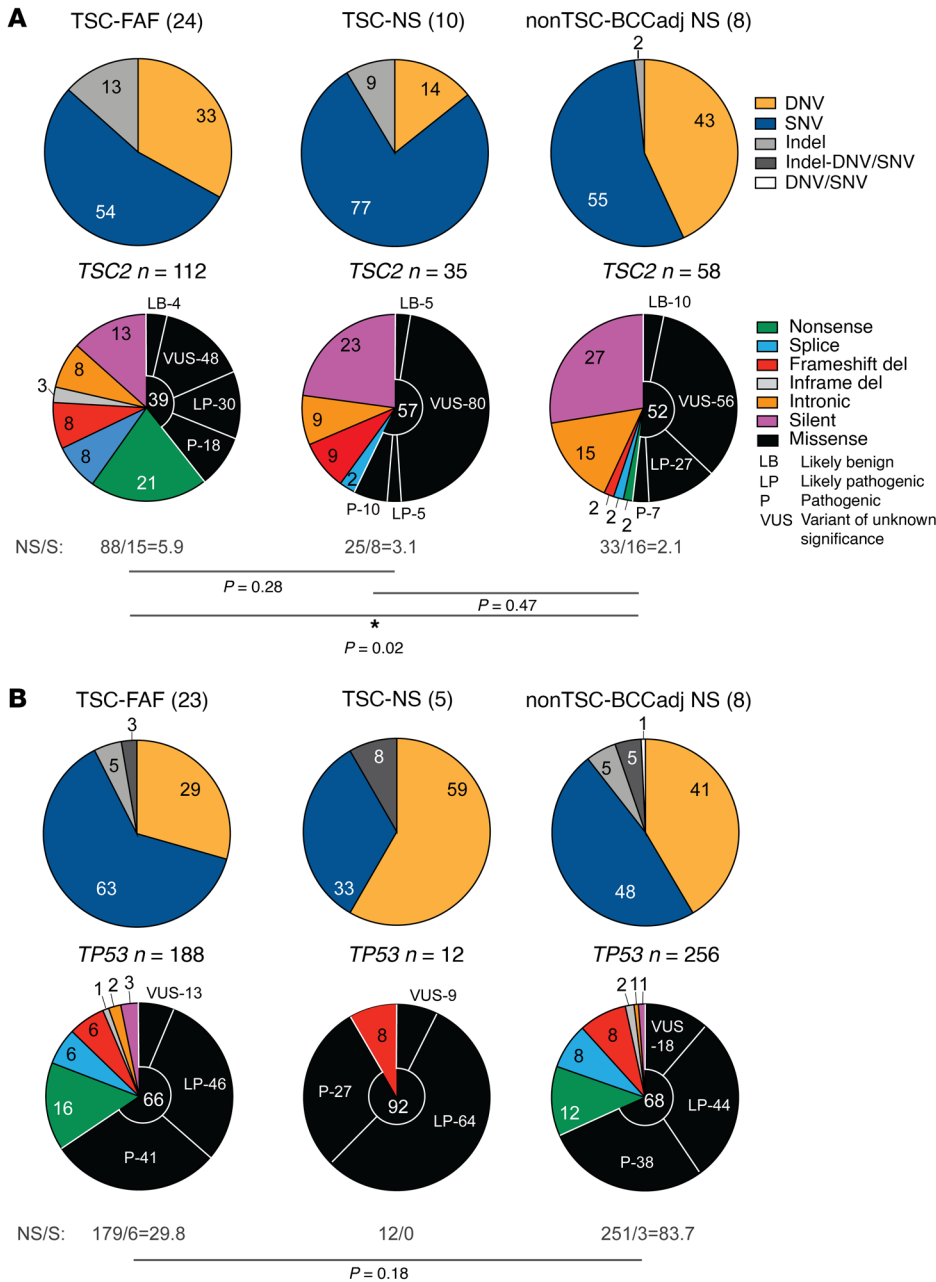 A
TSC-FAF (24)
TSC-NS (10)
nonTSC-BCCadj NS (8)
13
33
54
9
14
77
2
43
55
DNV
SNV
Indel
Indel-DNV/SNV
DNV/SNV
TSC2 n = 112
TSC2 n = 35
TSC2 n = 58
LB-4
VUS-48
LP-30
P-18
39
13
8
3
8
8
21
LB-5
VUS-80
LP-5
P-10
57
23
9
9
2
LB-10
VUS-56
LP-27
P-7
52
27
15
2
2
2
Nonsense
Splice
Frameshift del
Inframe del
Intronic
Silent
Missense
LB Likely benign
LP Likely pathogenic
P Pathogenic
VUS Variant of unknown
significance
NS/S: 88/15=5.9 25/8=3.1 33/16=2.1
P = 0.28
P = 0.47
*
P = 0.02
B
TSC-FAF (23)
TSC-NS (5)
nonTSC-BCCadj NS (8)
3
5
29
63
8
59
33
1
5
5
41
48
TP53 n = 188
TP53 n = 12
TP53 n = 256
1
2
3
VUS-13
6
6
16
66
LP-46
P-41
VUS-9
8
P-27
92
LP-64
2
1
1
VUS
-18
8
8
12
68
LP-44
P-38
NS/S: 179/6=29.8 12/0 251/3=83.7
P = 0.18